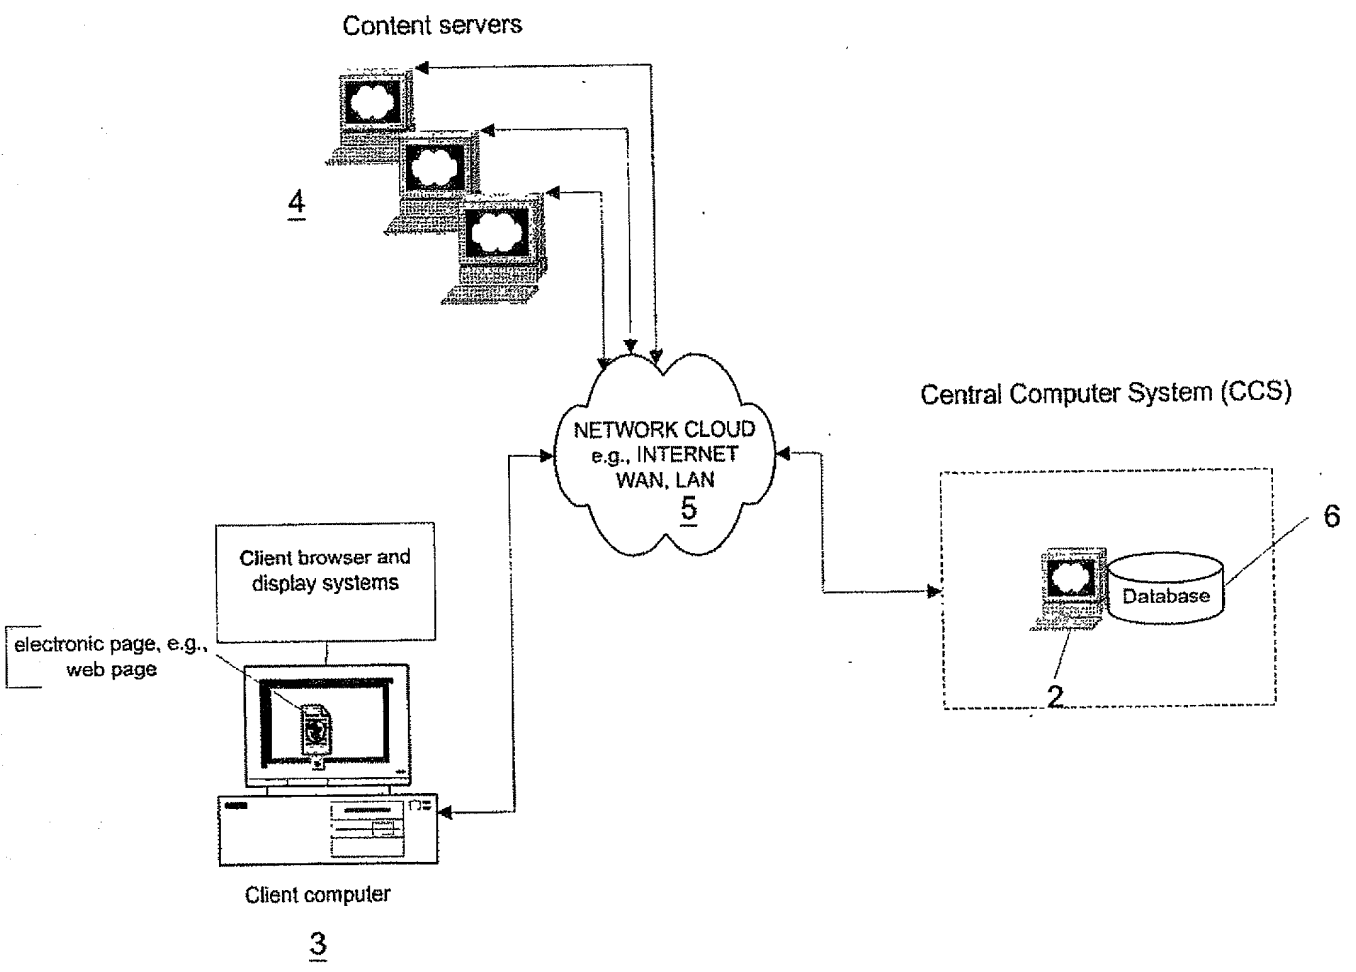 Content servers
4
NETWORK CLOUD
e.g., INTERNET
WAN, LAN
5
Central Computer System (CCS)
6
Database
2
Client browser and
display systems
electronic page, e.g.,
web page
Client computer
3